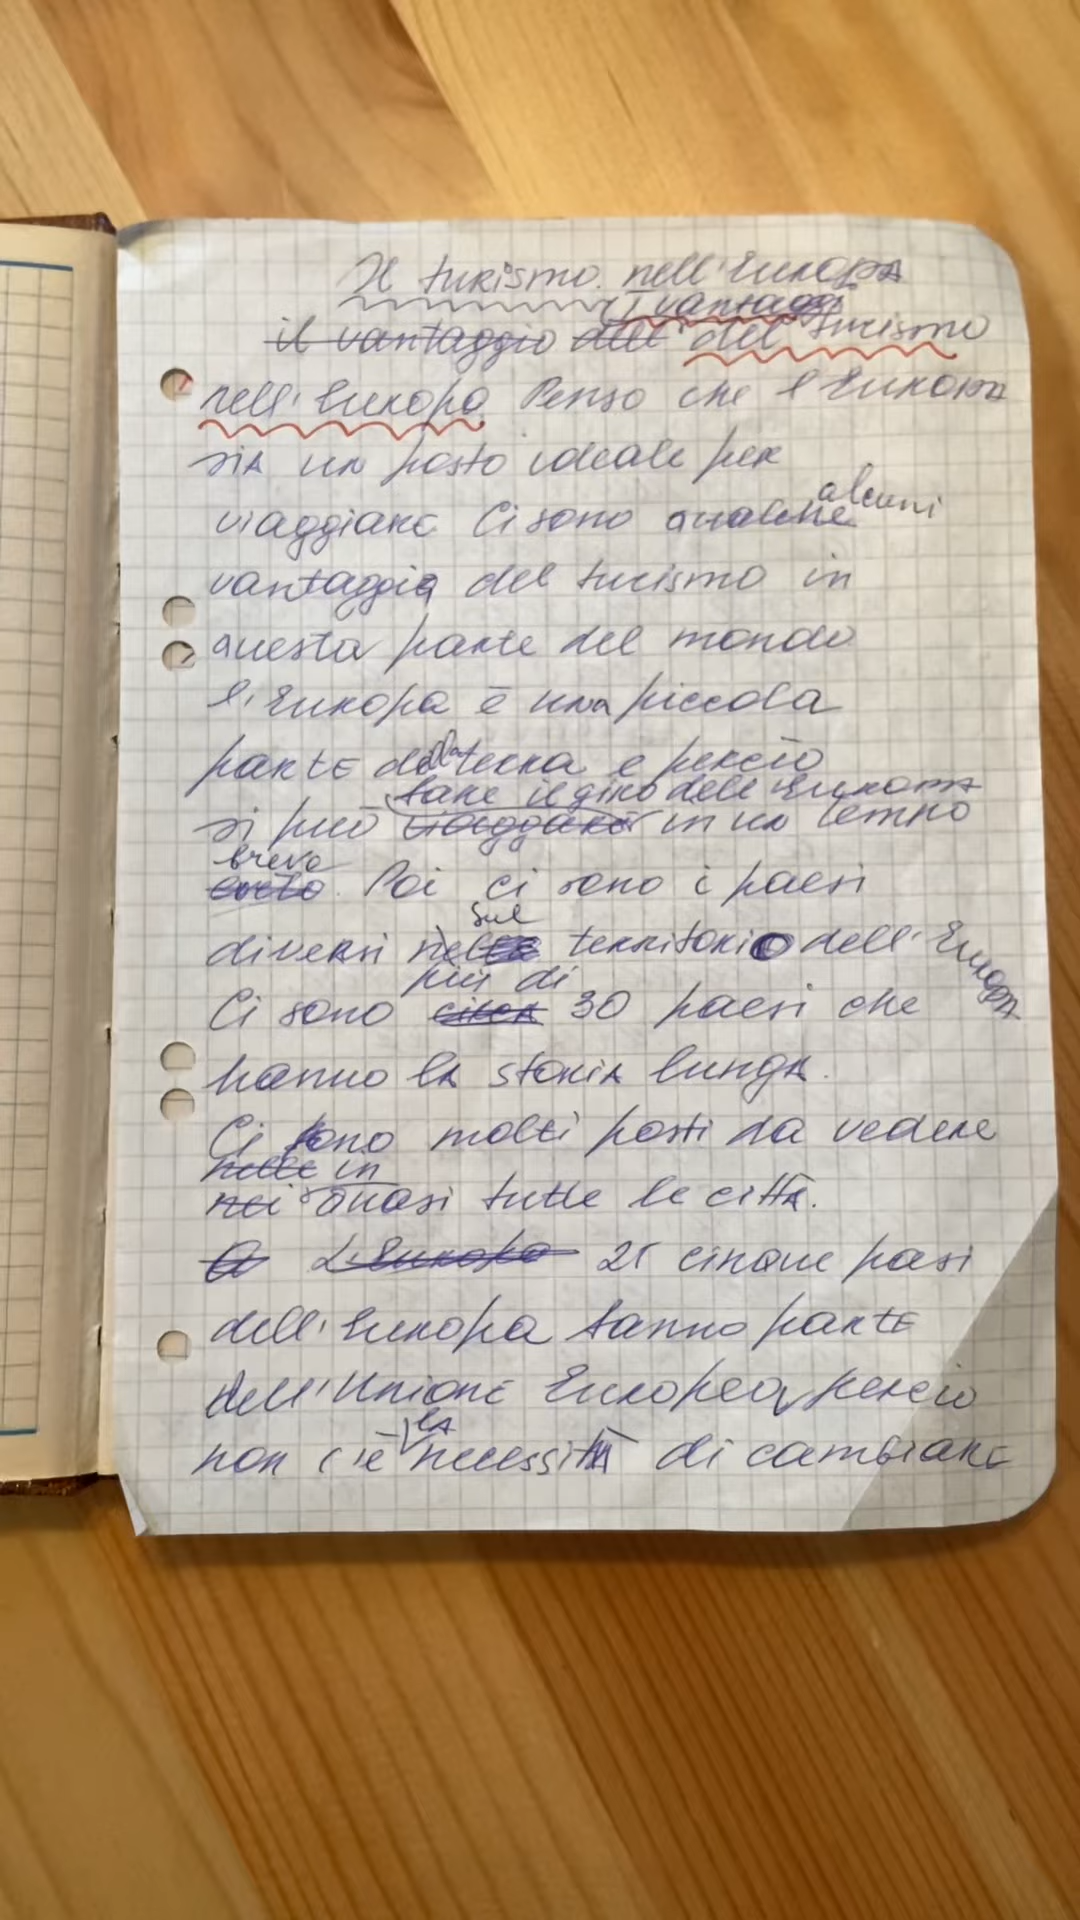 Il turismo nell'Europa
I vantaggi
il vantaggio dell' del turismo
nell'Europa. Penso che l'Europa
sia un posto ideale per
viaggiare. Ci sono qualche alcuni
vantaggi del turismo in
questa parte del mondo.
l'Europa è una piccola
parte della terra e perciò
fare il giro dell'Europa
si può viaggiare in un tempo
breve
Poi ci sono i paesi
sul
diversi territorio dell'Europa
più di
Ci sono circa 30 paesi che
hanno la storia lunga.
Ci sono molti posti da vedere
nelle in
nei quasi tutte le città.
L'Europa 25 cinque paesi
dell'Europa fanno parte
dell'Unione Europea, perciò
la
non c'è necessità di cambiare